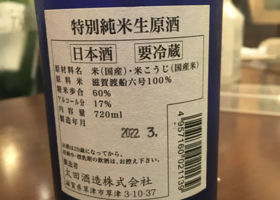 特別純米生原酒
日本酒 要冷蔵
原材料名 米(国産)・米こうじ(国産米)
原料米 滋賀渡船六号100%
精米歩合 60%
アルコール分 17%
内容量 720ml
製造年月
2022 3.
お酒は20歳になってから。
妊娠中・授乳期の飲酒は、お控え下さい。
製造者
太田酒造株式会社
滋賀県草津市草津 3-10-37
4 957160 702113